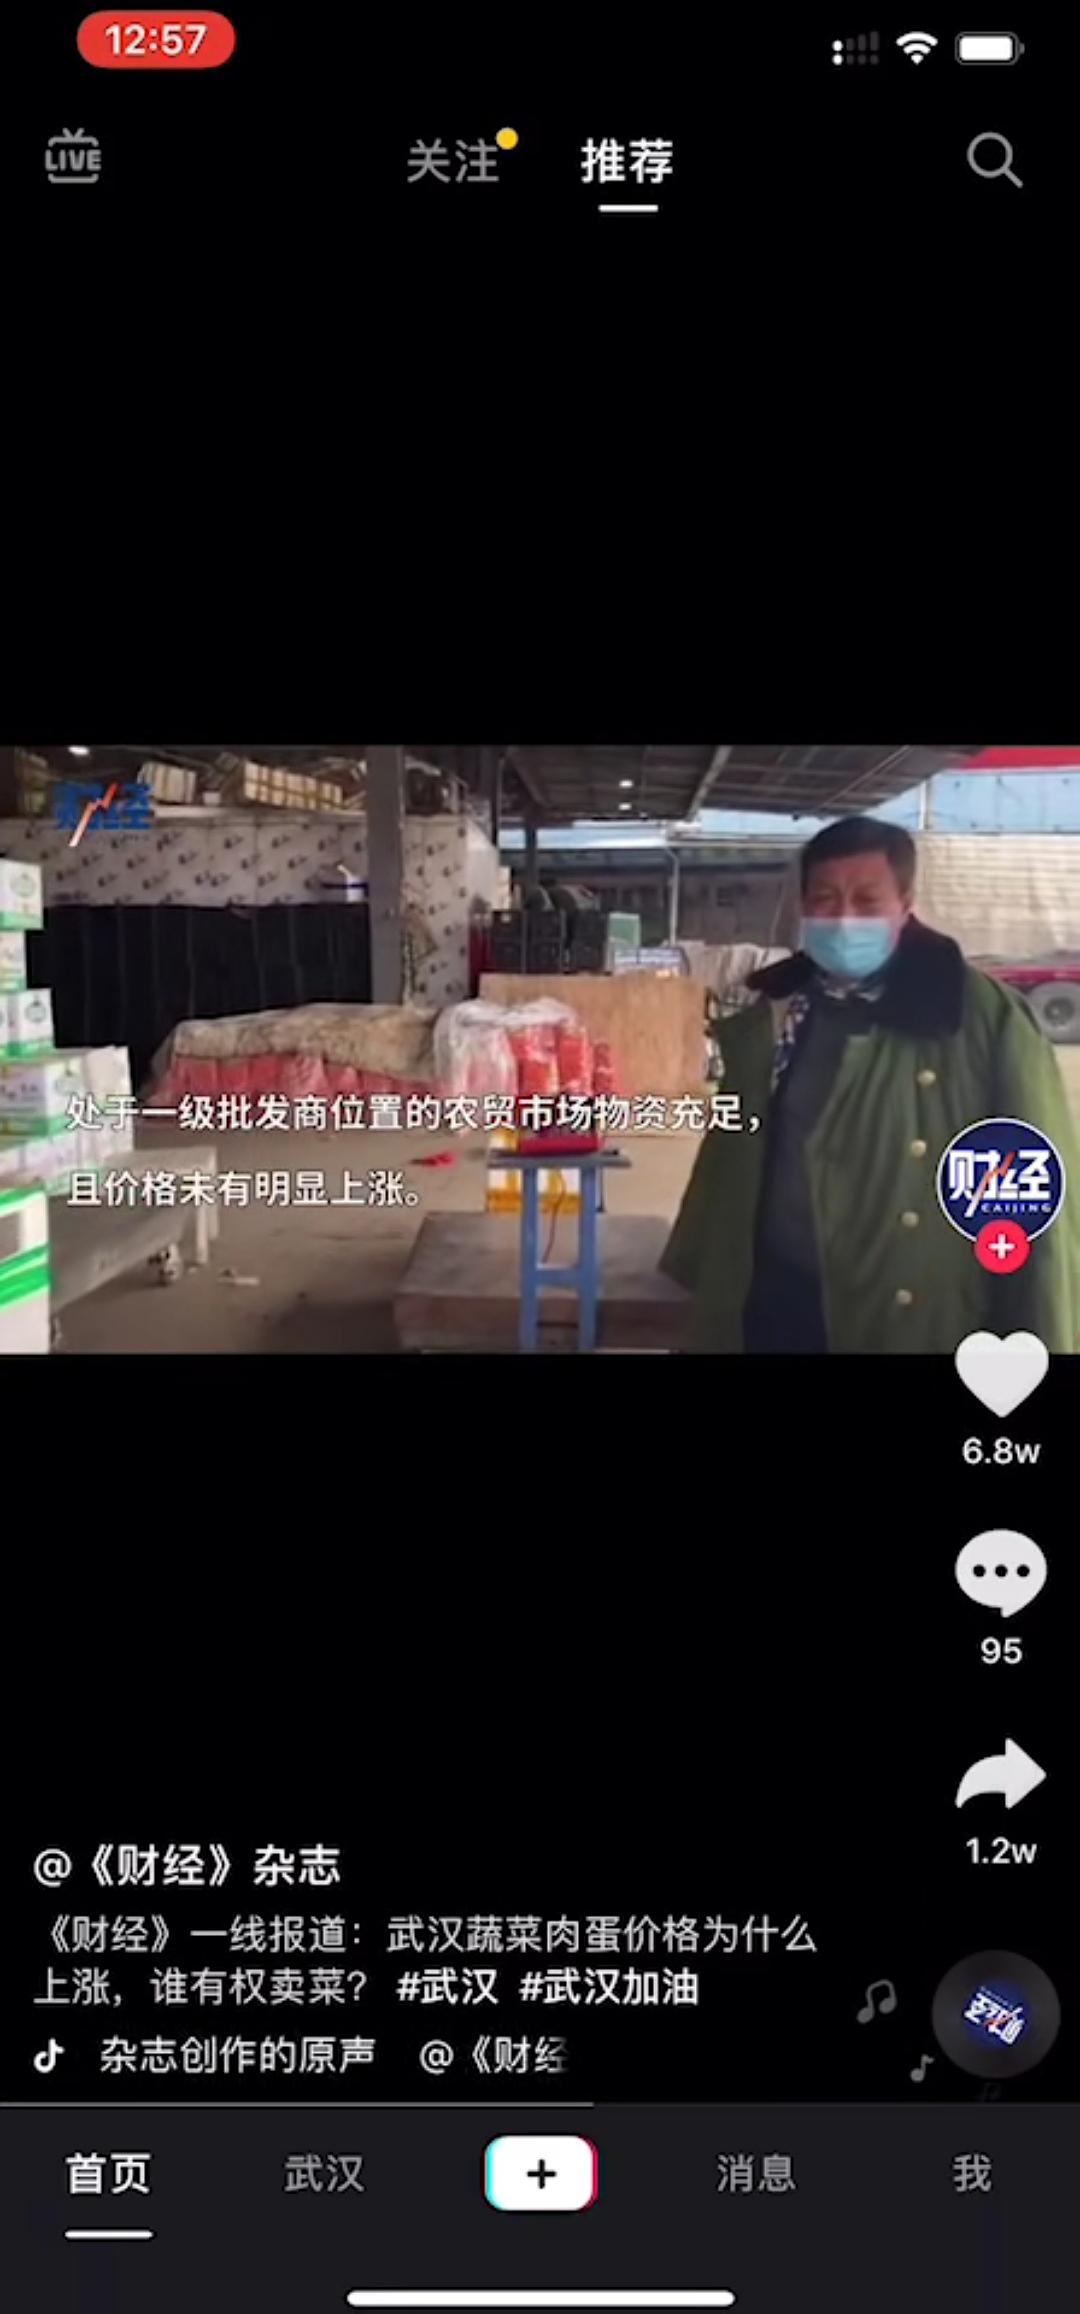 12:57
LIVE
关注
推荐
财经
处于一级批发商位置的农贸市场物资充足，
且价格未有明显上涨。
财经
CAIJING
6.8w
95
1.2w
@《财经》杂志
《财经》一线报道：武汉蔬菜肉蛋价格为什么
上涨，谁有权卖菜？ #武汉 #武汉加油
杂志创作的原声 @《财经
财经
首页
武汉
消息
我